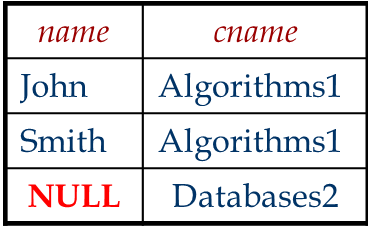 name cname
John Algorithms1
Smith Algorithms1
NULL Databases2